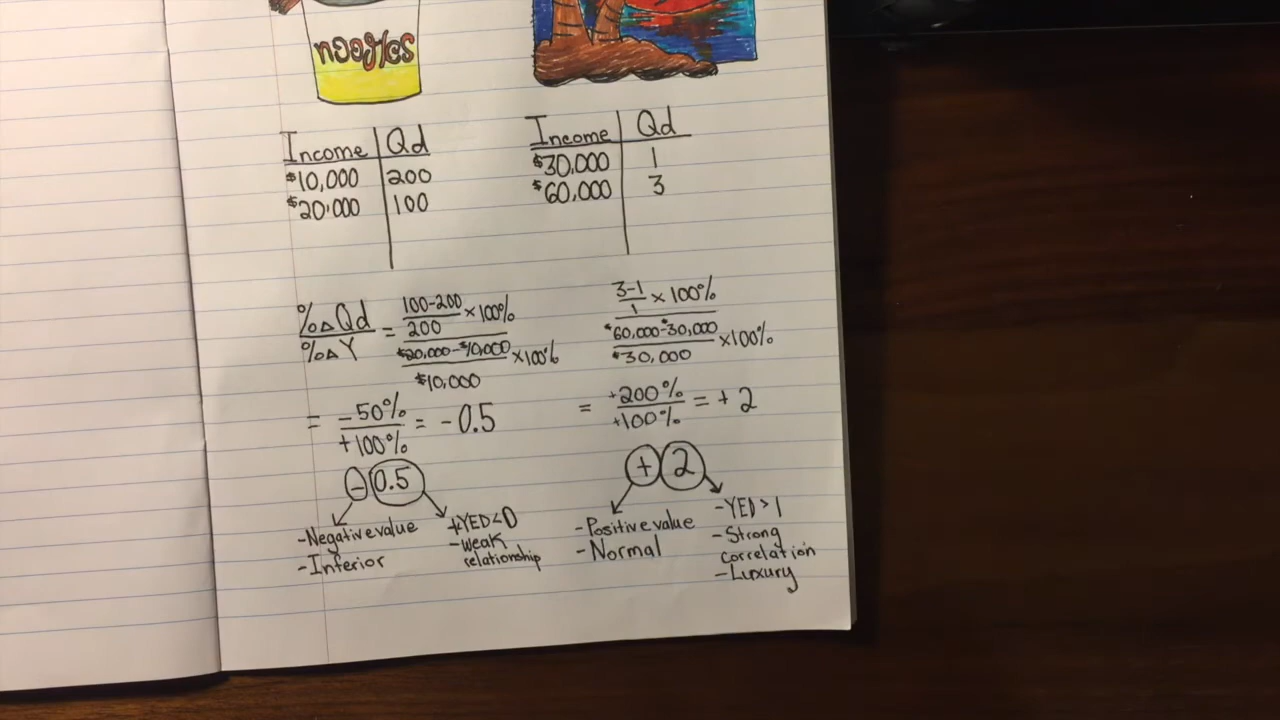 noodles
Income | Qd
$10,000 | 200
$20,000 | 100
%ΔQd / %ΔY = (100-200 / 200 × 100%) / ($20,000-$10,000 / $10,000 × 100%)
= -50% / +100% = -0.5
- 0.5
-Negative value
-Inferior
YED<0
-Weak
relationship
Income | Qd
$30,000 | 1
$60,000 | 3
(3-1 / 1 × 100%) / ($60,000-$30,000 / $30,000 × 100%)
= +200% / +100% = +2
+ 2
-Positive value
-Normal
-YED>1
-Strong
correlation
-Luxury